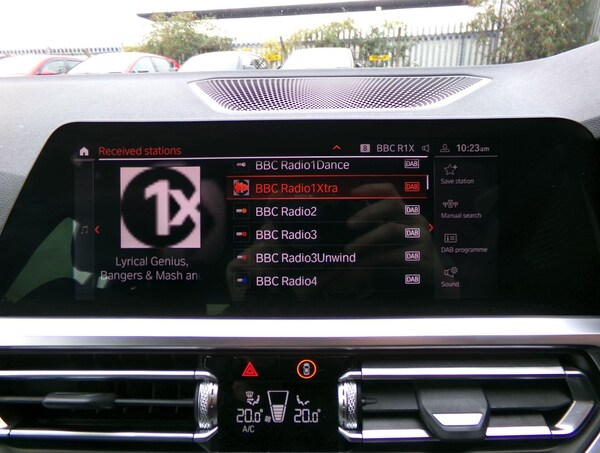 Received stations
8 BBC R1X 10:23am
BBC Radio1Dance DAB
BBC Radio1Xtra DAB
BBC Radio2 DAB
BBC Radio3 DAB
BBC Radio3Unwind DAB
BBC Radio4 DAB
1x
Lyrical Genius,
Bangers & Mash an
Save station
Manual search
DAB programme
Sound
20.0° 20.0°
A/C